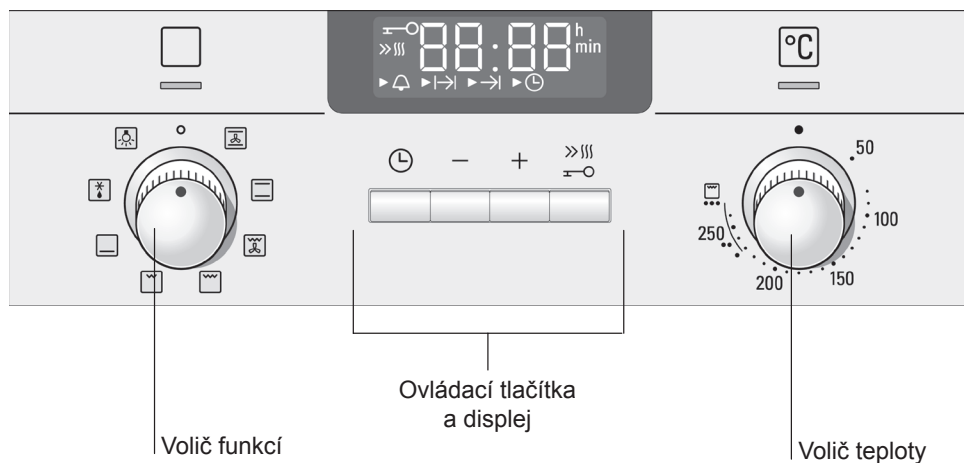 88:88 h
min
°C
− +
50
100
150
200
250
Ovládací tlačítka
a displej
Volič funkcí
Volič teploty